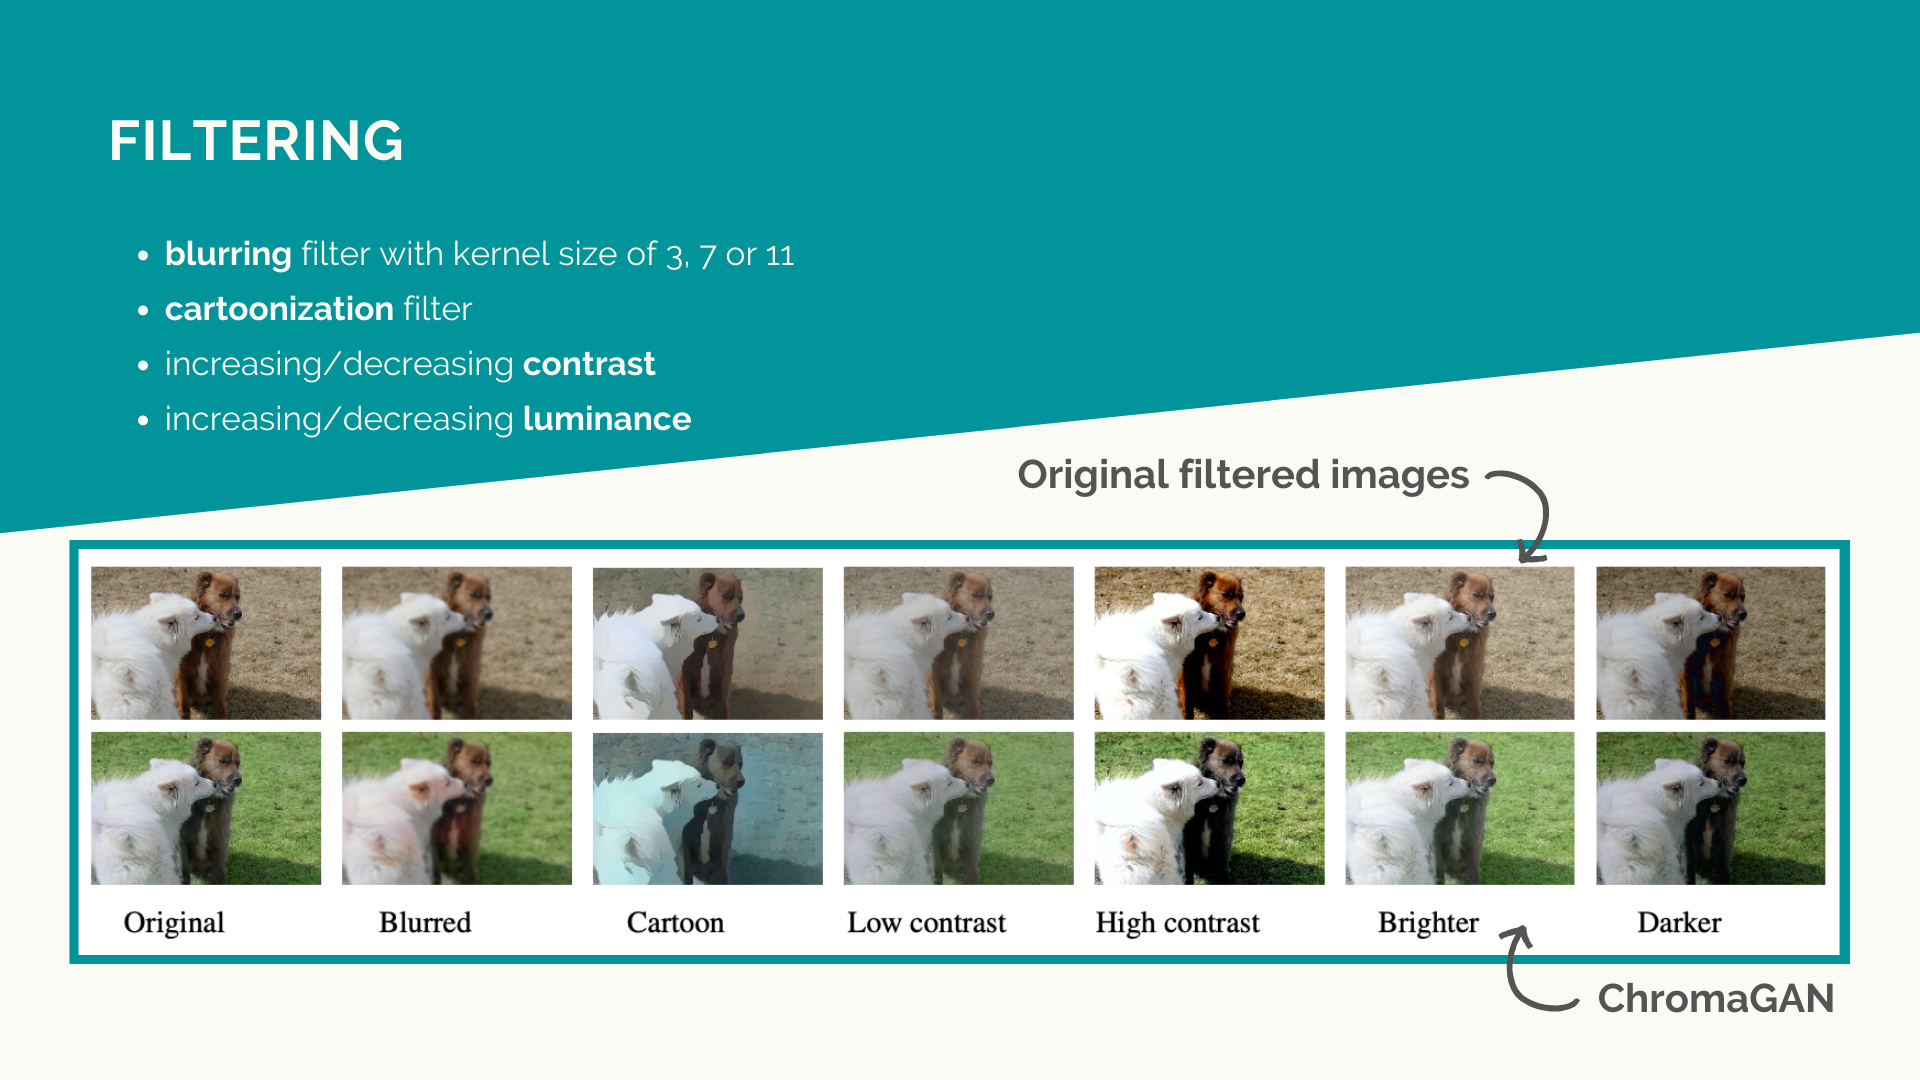 FILTERING
• blurring filter with kernel size of 3, 7 or 11
• cartoonization filter
• increasing/decreasing contrast
• increasing/decreasing luminance
Original filtered images
Original Blurred Cartoon Low contrast High contrast Brighter Darker
ChromaGAN